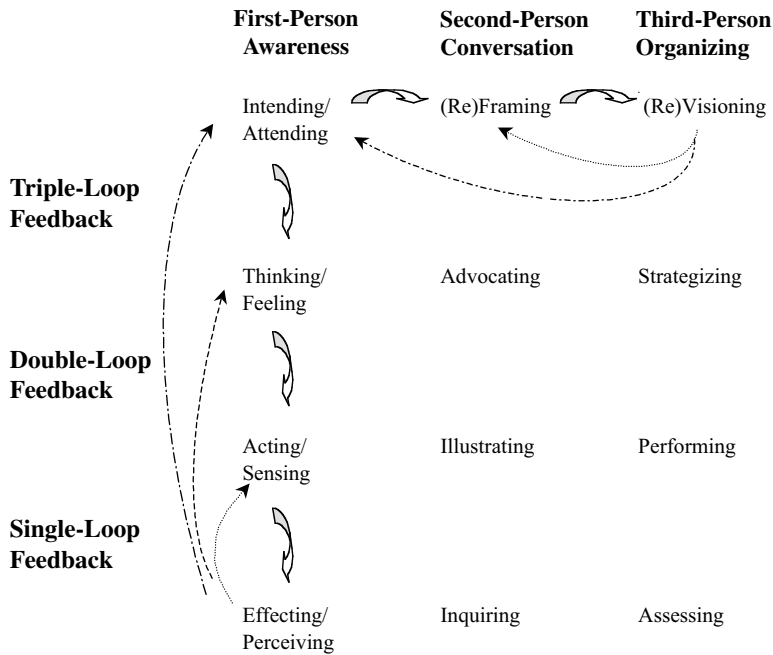 First-Person Second-Person Third-Person
Awareness Conversation Organizing
Intending/ (Re)Framing (Re)Visioning
Attending
Triple-Loop
Feedback
Thinking/ Advocating Strategizing
Feeling
Double-Loop
Feedback
Acting/ Illustrating Performing
Sensing
Single-Loop
Feedback
Effecting/ Inquiring Assessing
Perceiving